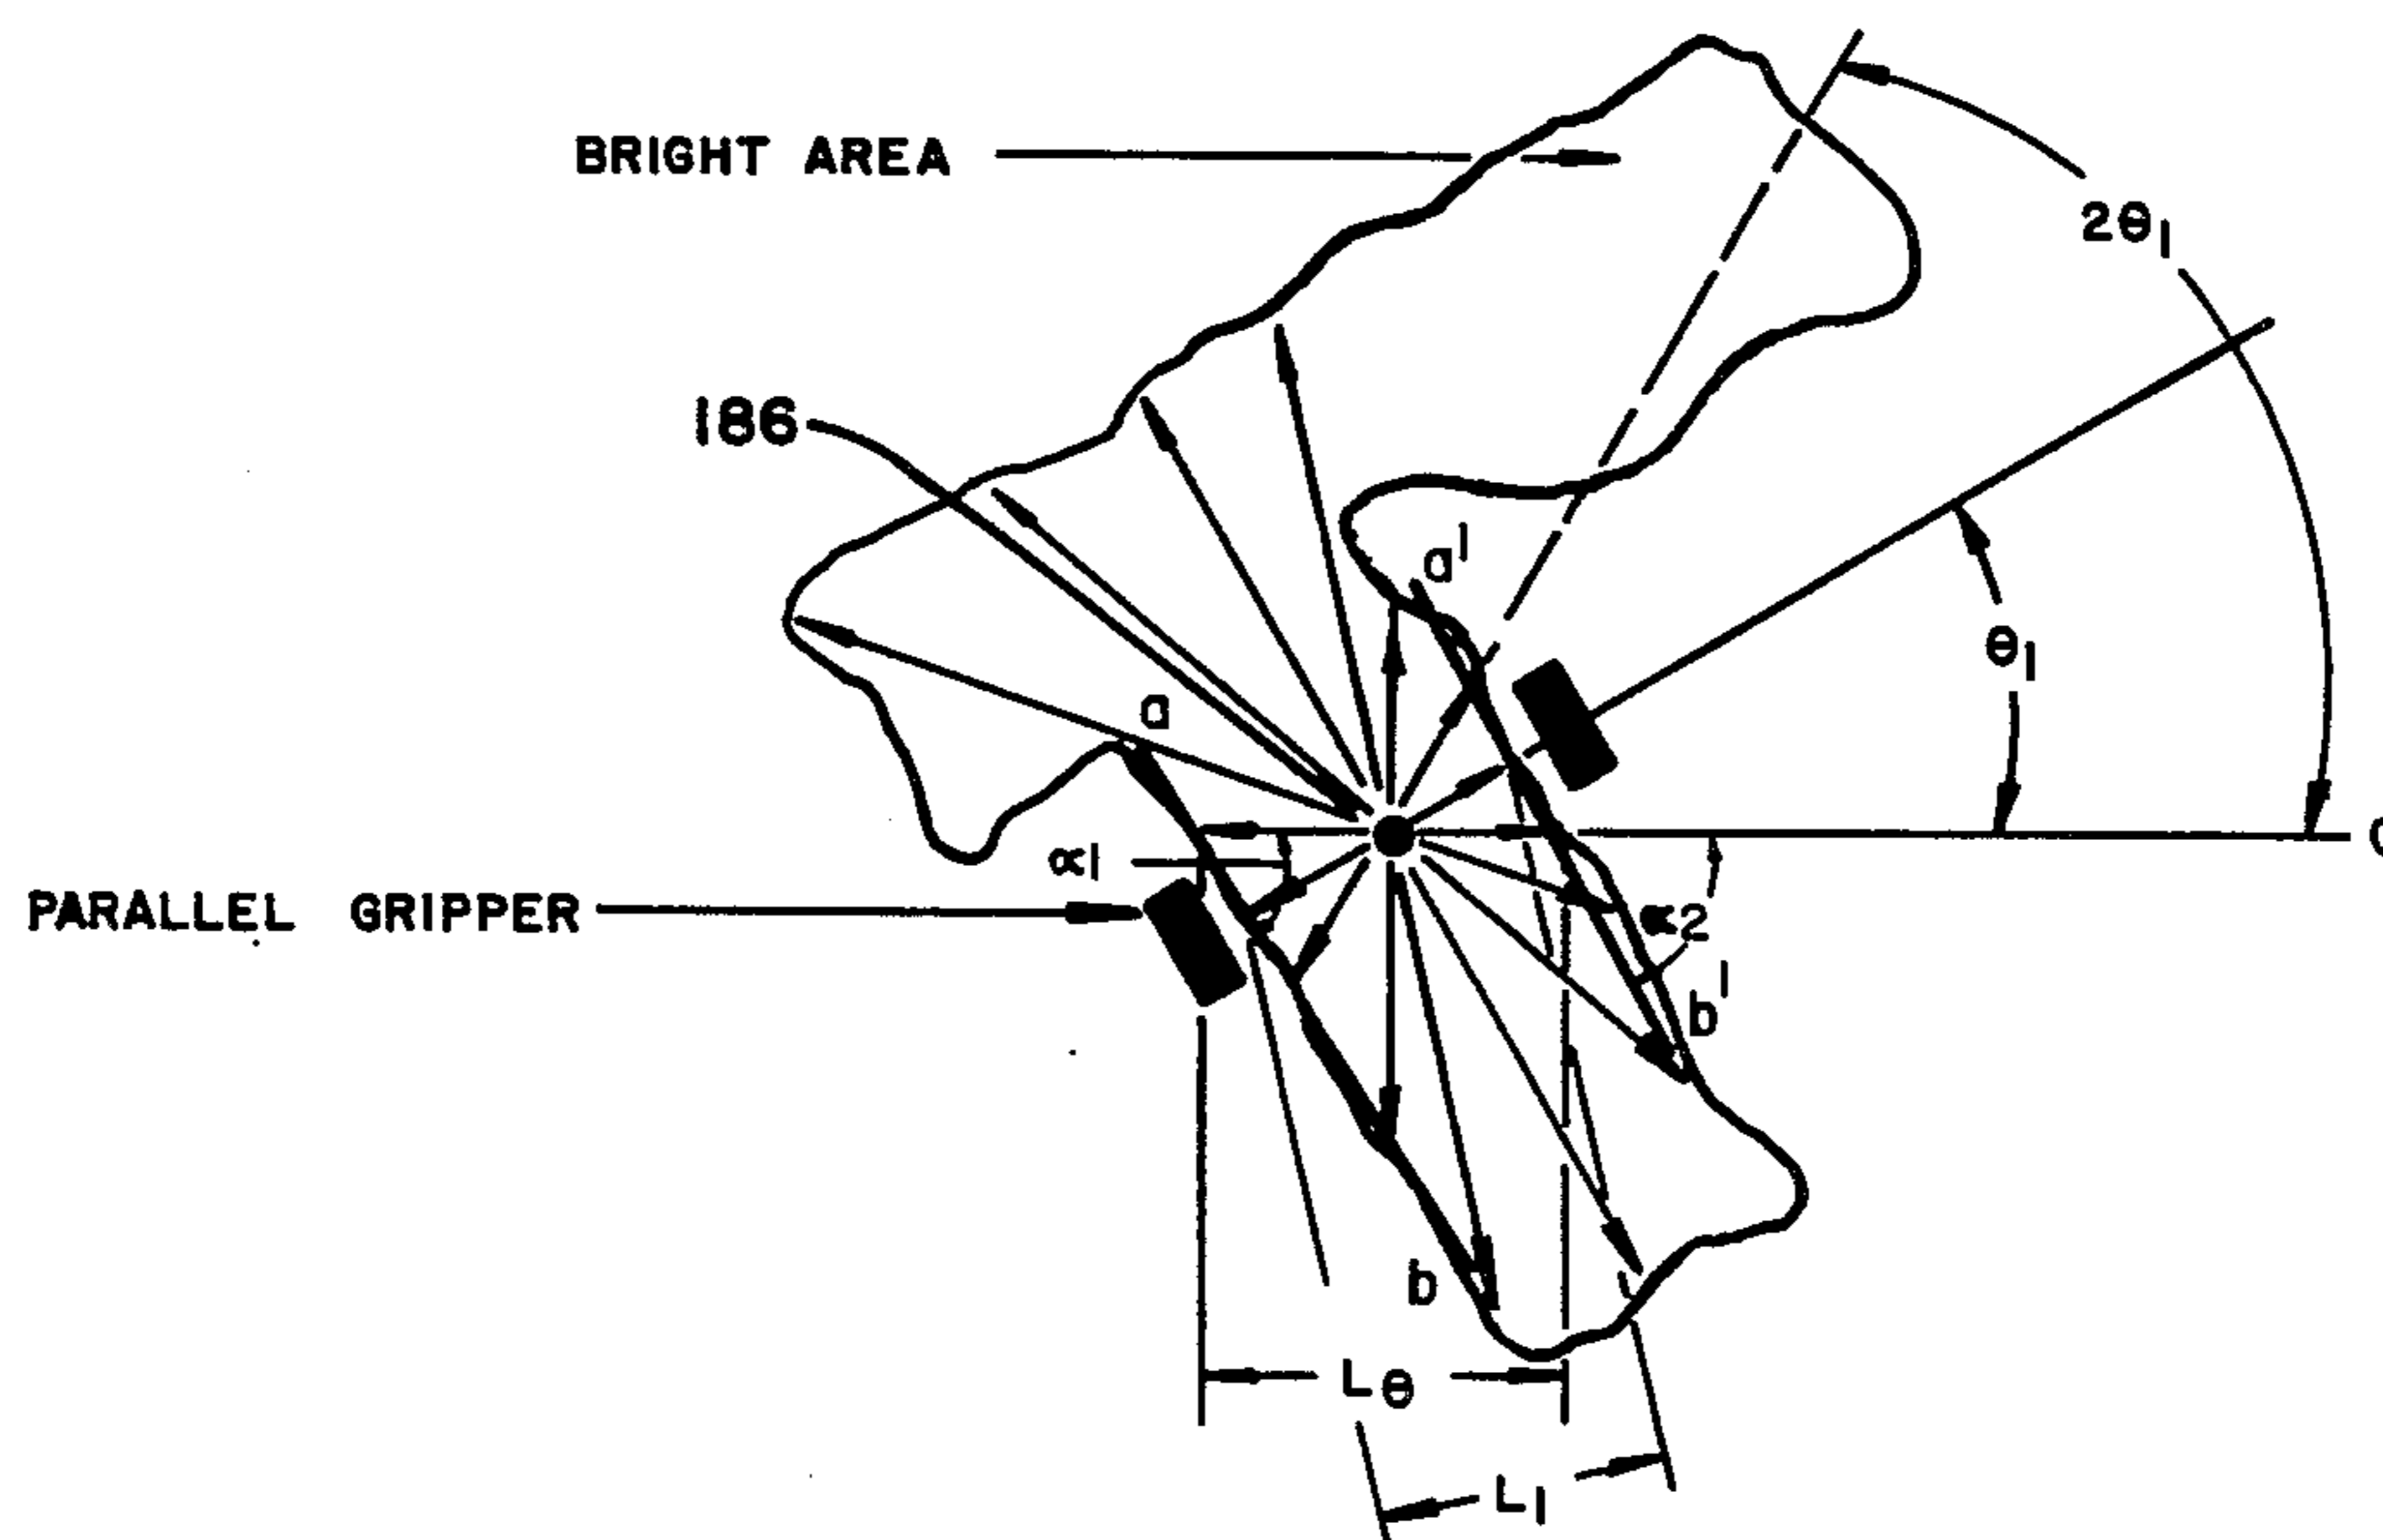 BRIGHT AREA
2θ1
186
a'
θ1
a
α1
PARALLEL GRIPPER
α2
b'
b
Lθ
L1